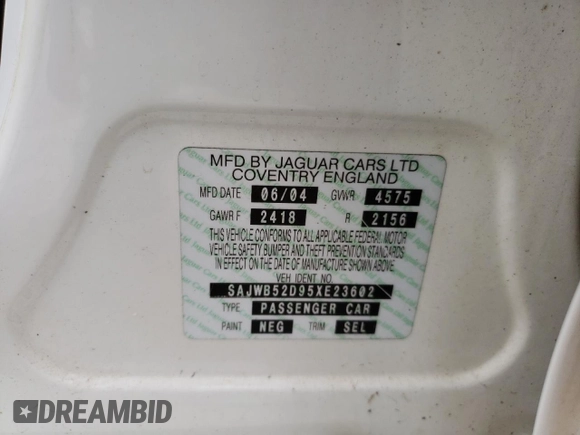 MFD BY JAGUAR CARS LTD
COVENTRY ENGLAND
MFD DATE 06/04 GVWR 4575
GAWR F 2418 R 2156
THIS VEHICLE CONFORMS TO ALL APPLICABLE FEDERAL MOTOR
VEHICLE SAFETY BUMPER AND THEFT PREVENTION STANDARDS
IN EFFECT ON THE DATE OF MANUFACTURE SHOWN ABOVE.
VEH IDENT NO.
SAJWB52D95XE23602
TYPE PASSENGER CAR
PAINT NEG TRIM SEL
DREAMBID